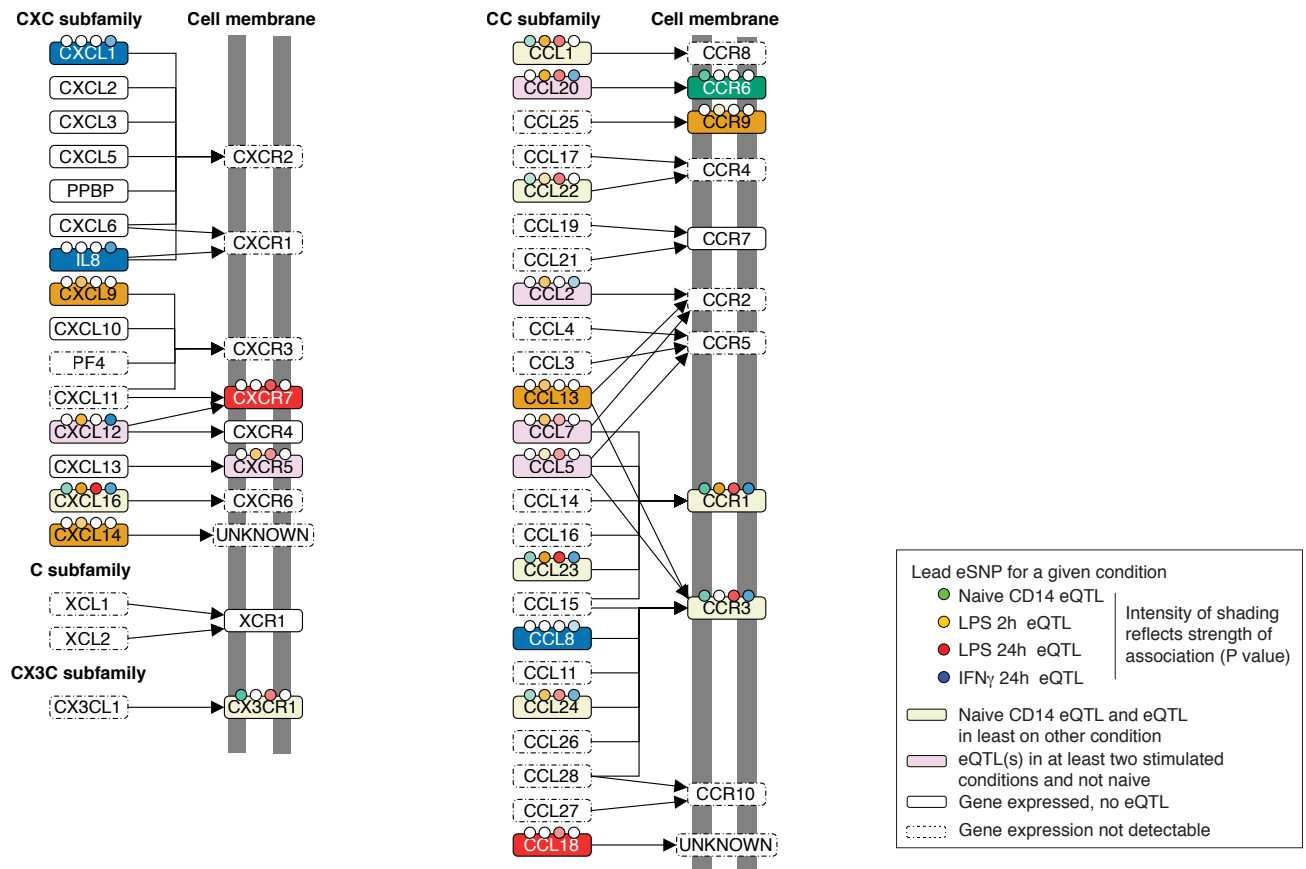 CXC subfamily
Cell membrane
CXCL1
CXCL2
CXCL3
CXCL5
PPBP
CXCL6
IL8
CXCL9
CXCL10
PF4
CXCL11
CXCL12
CXCL13
CXCL16
CXCL14
CXCR2
CXCR1
CXCR3
CXCR7
CXCR4
CXCR5
CXCR6
UNKNOWN
C subfamily
XCL1
XCL2
XCR1
CX3C subfamily
CX3CL1
CX3CR1
CC subfamily
Cell membrane
CCL1
CCL20
CCL25
CCL17
CCL22
CCL19
CCL21
CCL2
CCL4
CCL3
CCL13
CCL7
CCL5
CCL14
CCL16
CCL23
CCL15
CCL8
CCL11
CCL24
CCL26
CCL28
CCL27
CCL18
CCR8
CCR6
CCR9
CCR4
CCR7
CCR2
CCR5
CCR1
CCR3
CCR10
UNKNOWN
Lead eSNP for a given condition
Naive CD14 eQTL
LPS 2h eQTL
LPS 24h eQTL
IFNγ 24h eQTL
Intensity of shading
reflects strength of
association (P value)
Naive CD14 eQTL and eQTL
in least on other condition
eQTL(s) in at least two stimulated
conditions and not naive
Gene expressed, no eQTL
Gene expression not detectable